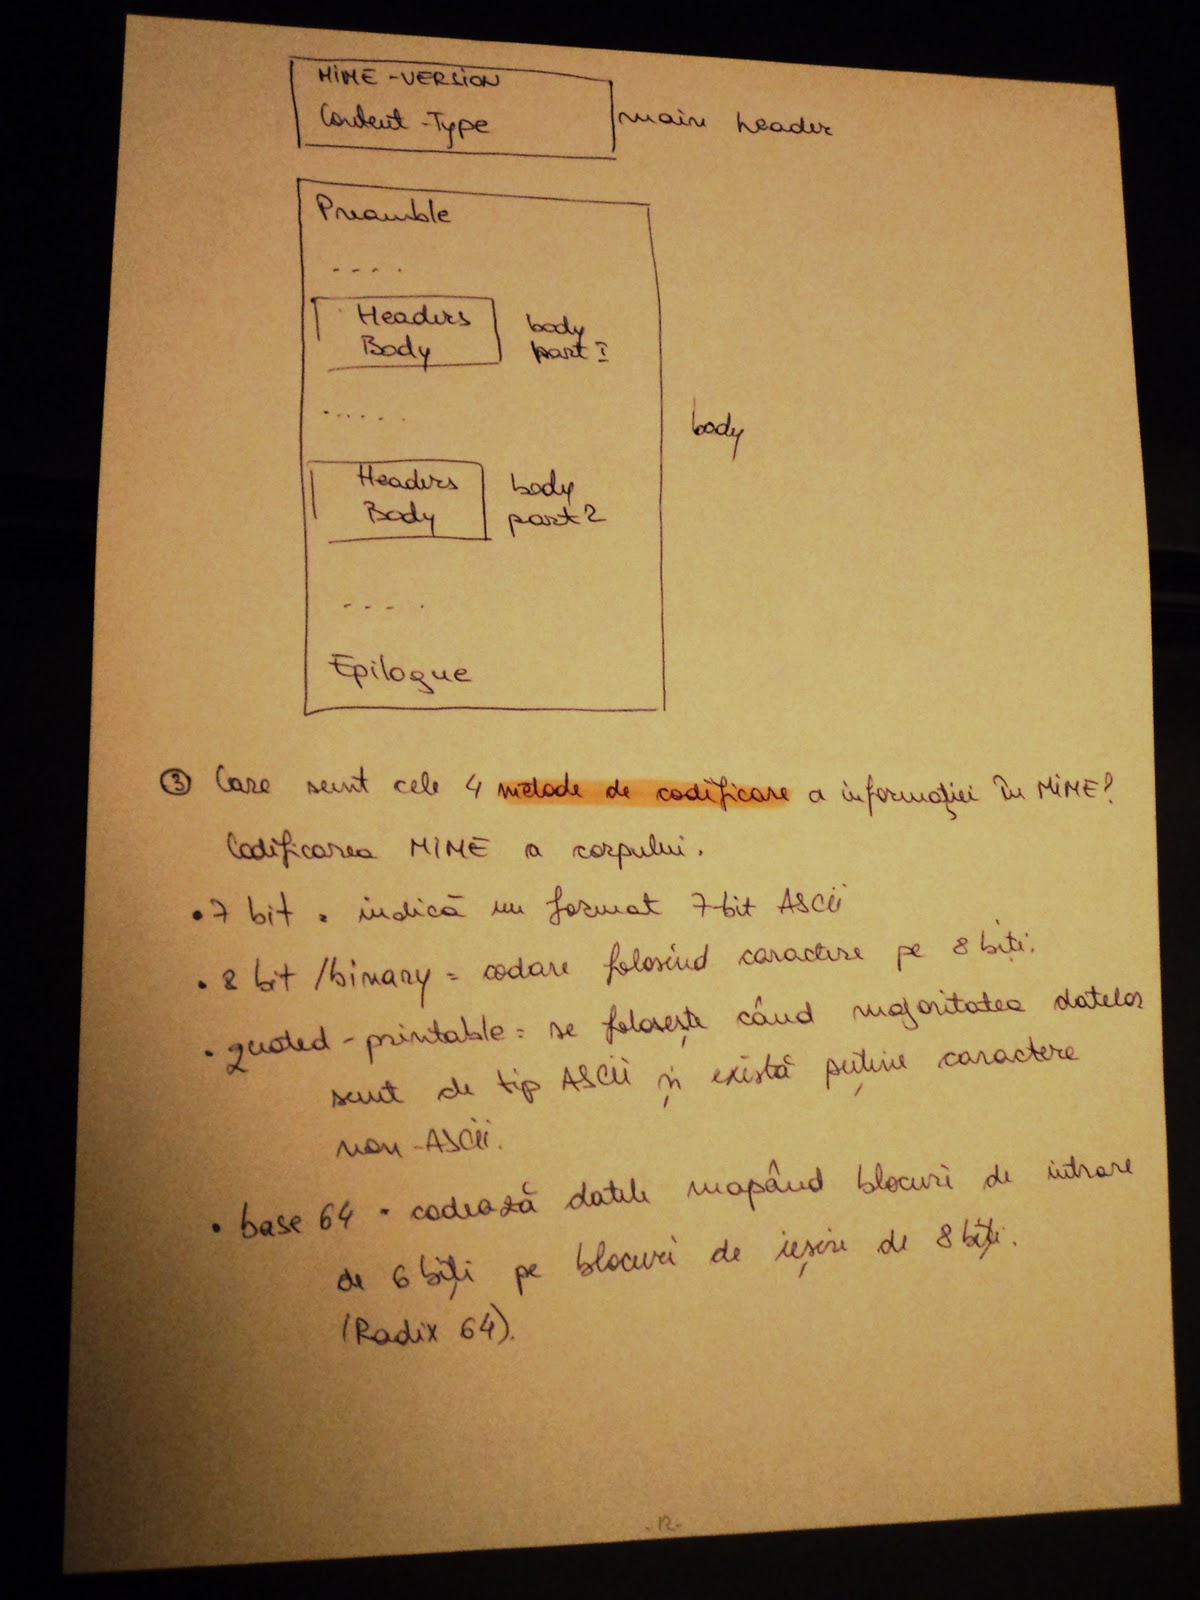 MIME-VERSION
Content-Type
main header
Preamble
....
Headers
Body
body
part I
......
Headers
Body
body
part 2
body
....
Epilogue
③ Care sunt cele 4 metode de codificare a informației în MIME?
Codificarea MIME a corpului.
• 7 bit = indică un format 7-bit ASCII
• 8 bit /binary = codare folosind caractere pe 8 biți.
• quoted-printable = se folosește când majoritatea datelor
sunt de tip ASCII și există puține caractere
non-ASCII.
• base 64 = codează datele mapând blocuri de intrare
de 6 biți pe blocuri de ieșire de 8 biți.
(Radix 64).
-12-